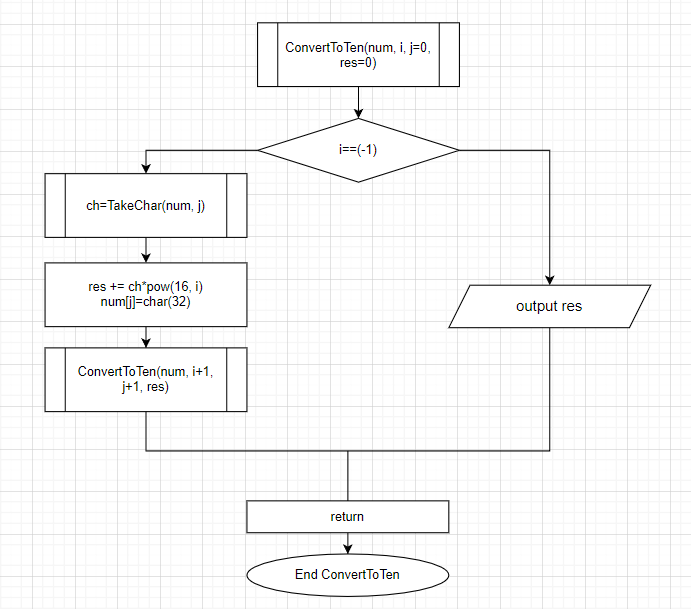 ConvertToTen(num, i, j=0,
res=0)
i==(-1)
ch=TakeChar(num, j)
res += ch*pow(16, i)
num[j]=char(32)
output res
ConvertToTen(num, i+1,
j+1, res)
return
End ConvertToTen